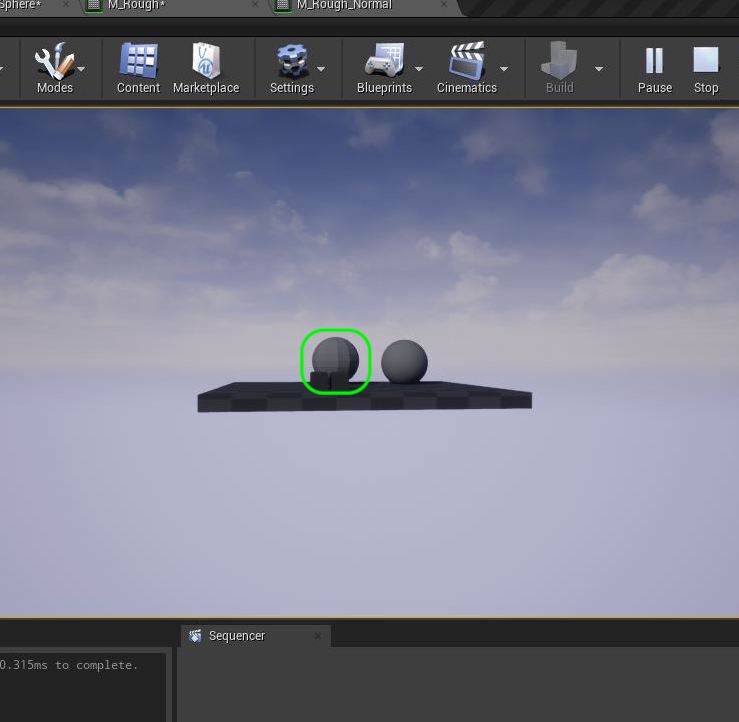 Sphere* M_Rough* M_Rough_Normal
Modes Content Marketplace Settings Blueprints Cinematics Build Pause Stop
Sequencer
0.315ms to complete.